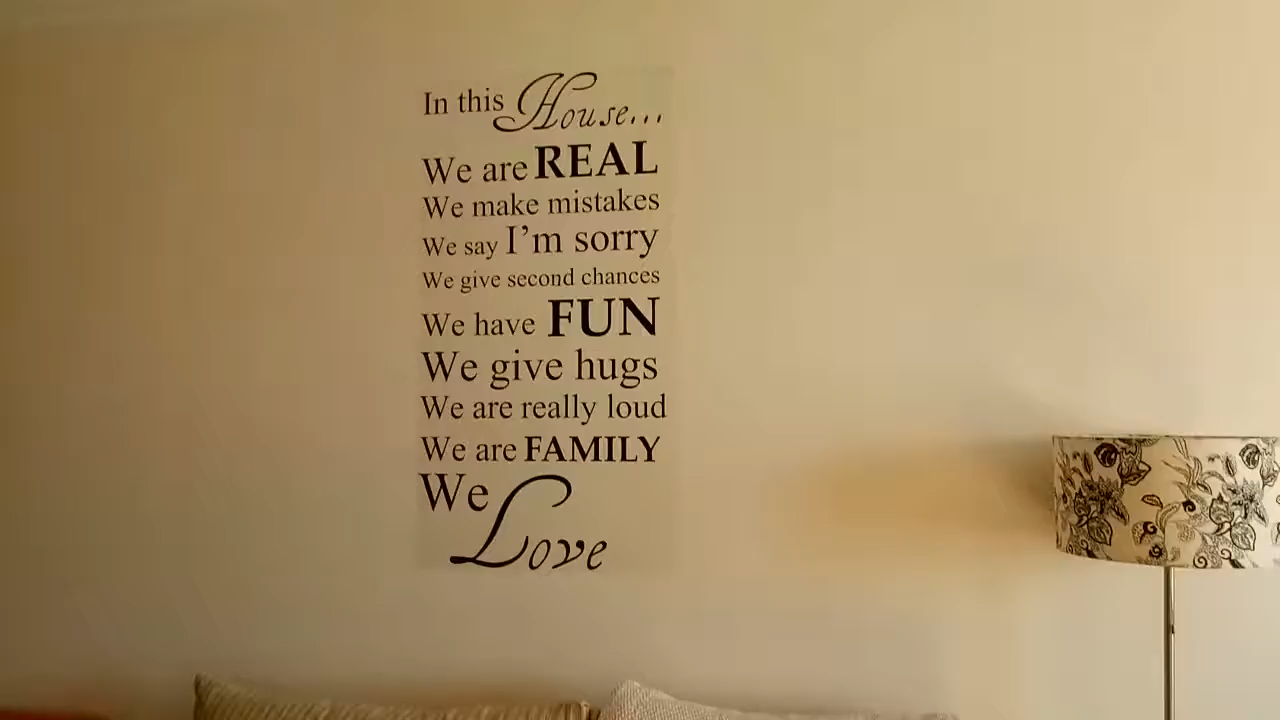 In this House...
We are REAL
We make mistakes
We say I'm sorry
We give second chances
We have FUN
We give hugs
We are really loud
We are FAMILY
We Love